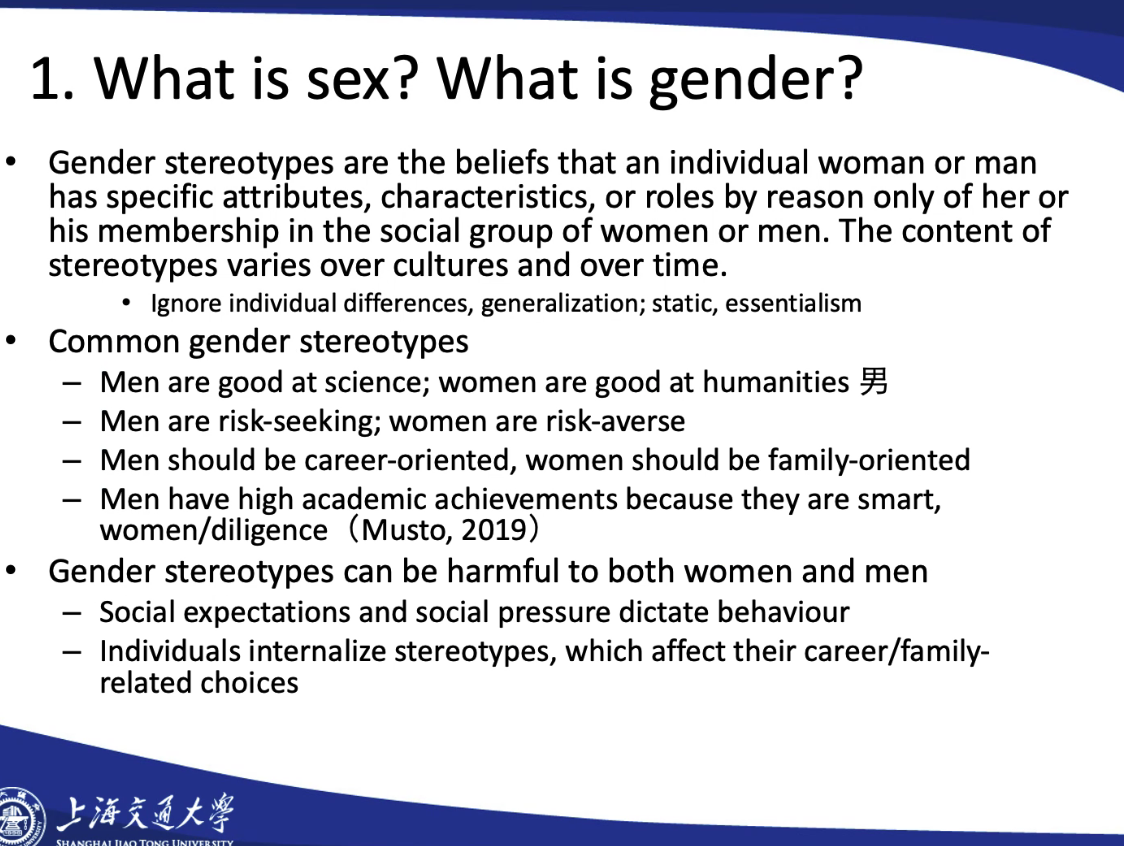 1. What is sex? What is gender?
• Gender stereotypes are the beliefs that an individual woman or man
has specific attributes, characteristics, or roles by reason only of her or
his membership in the social group of women or men. The content of
stereotypes varies over cultures and over time.
• Ignore individual differences, generalization; static, essentialism
• Common gender stereotypes
– Men are good at science; women are good at humanities 男
– Men are risk-seeking; women are risk-averse
– Men should be career-oriented, women should be family-oriented
– Men have high academic achievements because they are smart,
women/diligence（Musto, 2019）
• Gender stereotypes can be harmful to both women and men
– Social expectations and social pressure dictate behaviour
– Individuals internalize stereotypes, which affect their career/family-
related choices
上海交通大学
SHANGHAI JIAO TONG UNIVERSITY